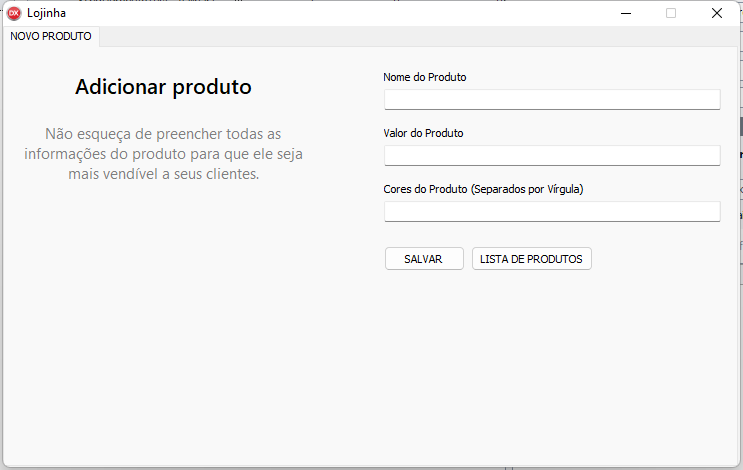 DX Lojinha
NOVO PRODUTO
Adicionar produto
Não esqueça de preencher todas as
informações do produto para que ele seja
mais vendível a seus clientes.
Nome do Produto
Valor do Produto
Cores do Produto (Separados por Vírgula)
SALVAR LISTA DE PRODUTOS